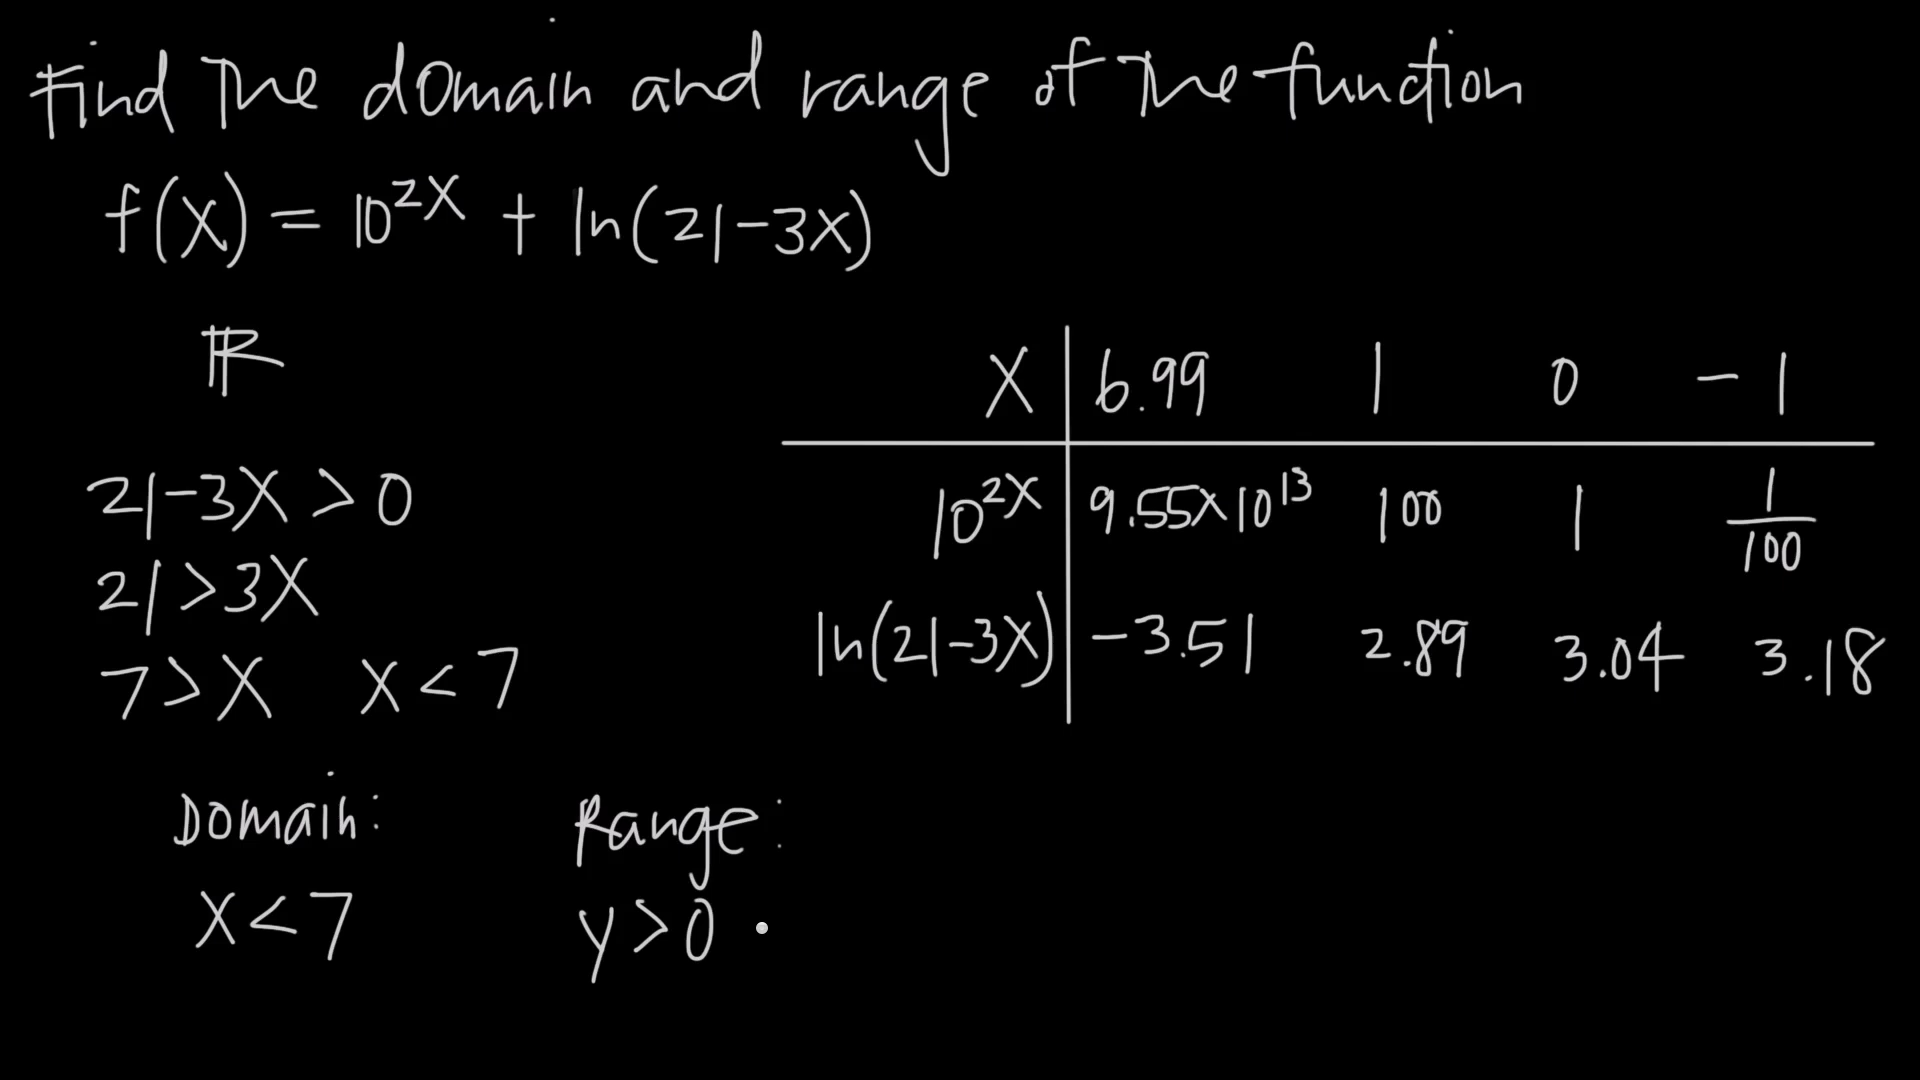 Find The domain and range of The function
f(x) = 10^2x + ln(21-3x)
ℝ
21-3x > 0
21 > 3x
7 > x x < 7
x 6.99 1 0 -1
10^2x 9.55x10^13 100 1 1/100
ln(21-3x) -3.51 2.89 3.04 3.18
Domain: Range:
x < 7 y > 0